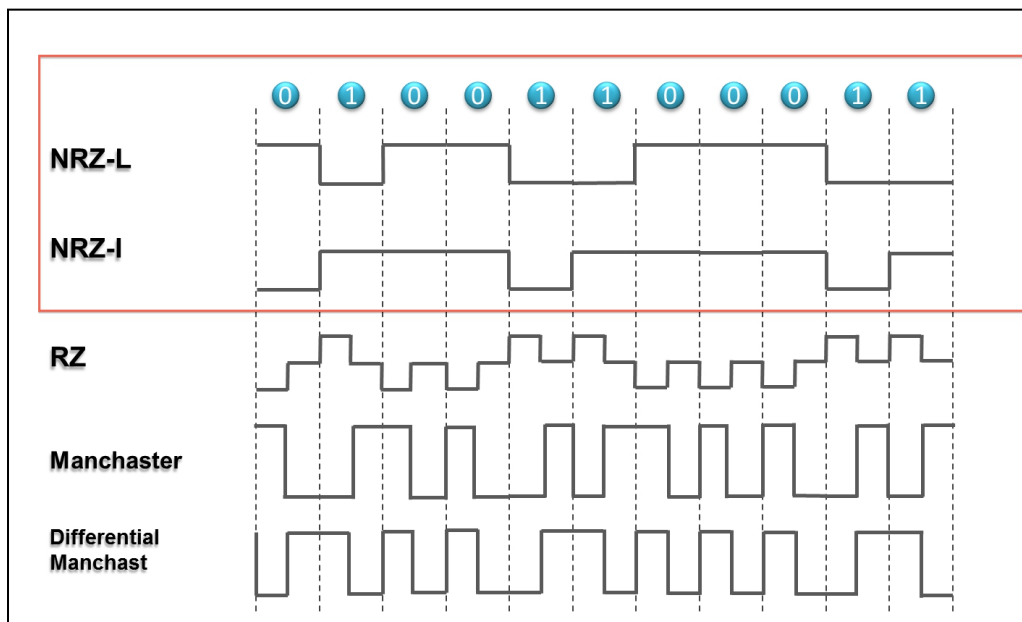 0 1 0 0 1 1 0 0 0 1 1
NRZ-L
NRZ-I
RZ
Manchaster
Differential
Manchast